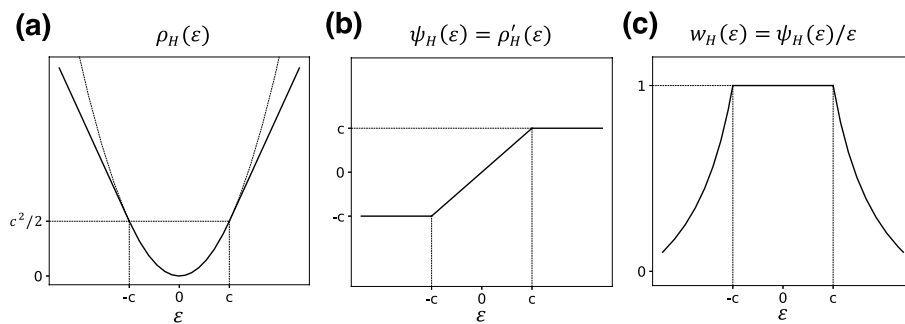 (a)
ρ_H(ε)
c²/2
0
-c 0 c
ε
(b)
ψ_H(ε) = ρ'_H(ε)
c
0
-c
-c 0 c
ε
(c)
w_H(ε) = ψ_H(ε)/ε
1
0
-c 0 c
ε